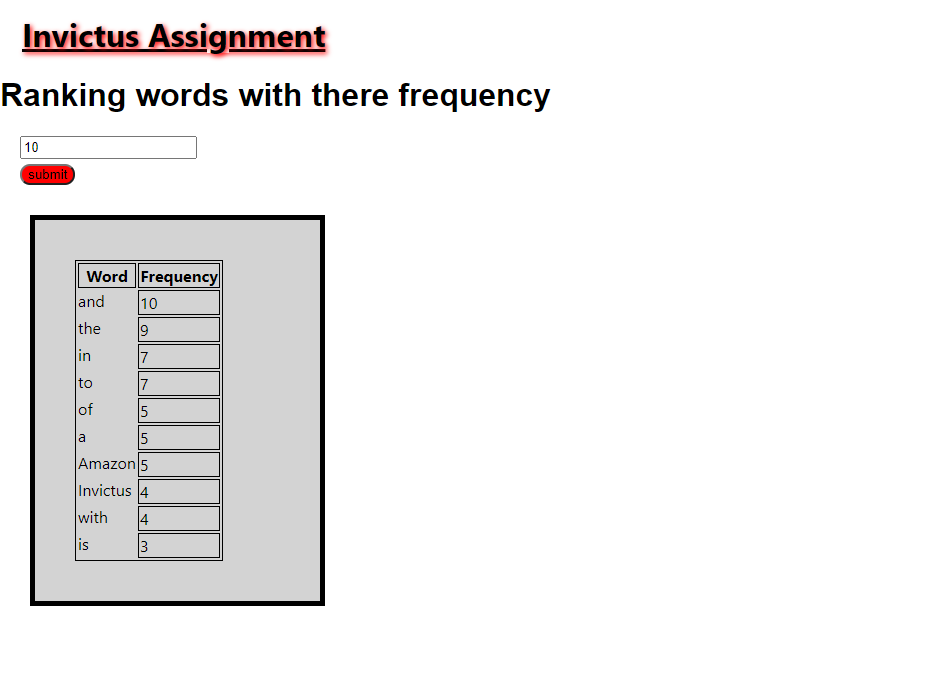 Invictus Assignment
Ranking words with there frequency
10
submit
Word Frequency
and 10
the 9
in 7
to 7
of 5
a 5
Amazon 5
Invictus 4
with 4
is 3